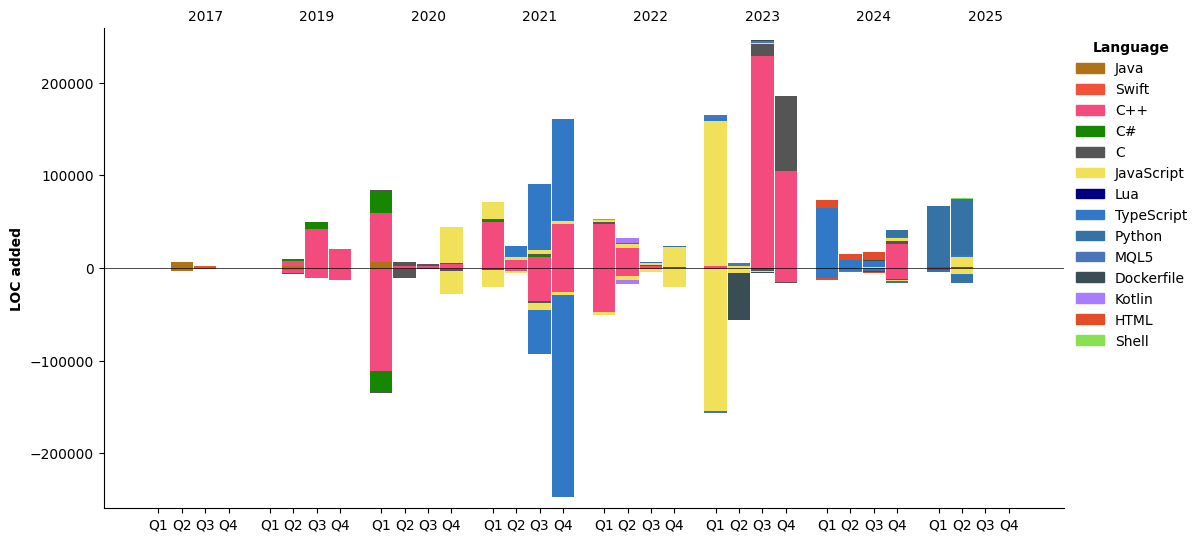 2017 2019 2020 2021 2022 2023 2024 2025
LOC added
200000
100000
0
−100000
−200000
Q1 Q2 Q3 Q4 Q1 Q2 Q3 Q4 Q1 Q2 Q3 Q4 Q1 Q2 Q3 Q4 Q1 Q2 Q3 Q4 Q1 Q2 Q3 Q4 Q1 Q2 Q3 Q4 Q1 Q2 Q3 Q4
Language
Java
Swift
C++
C#
C
JavaScript
Lua
TypeScript
Python
MQL5
Dockerfile
Kotlin
HTML
Shell